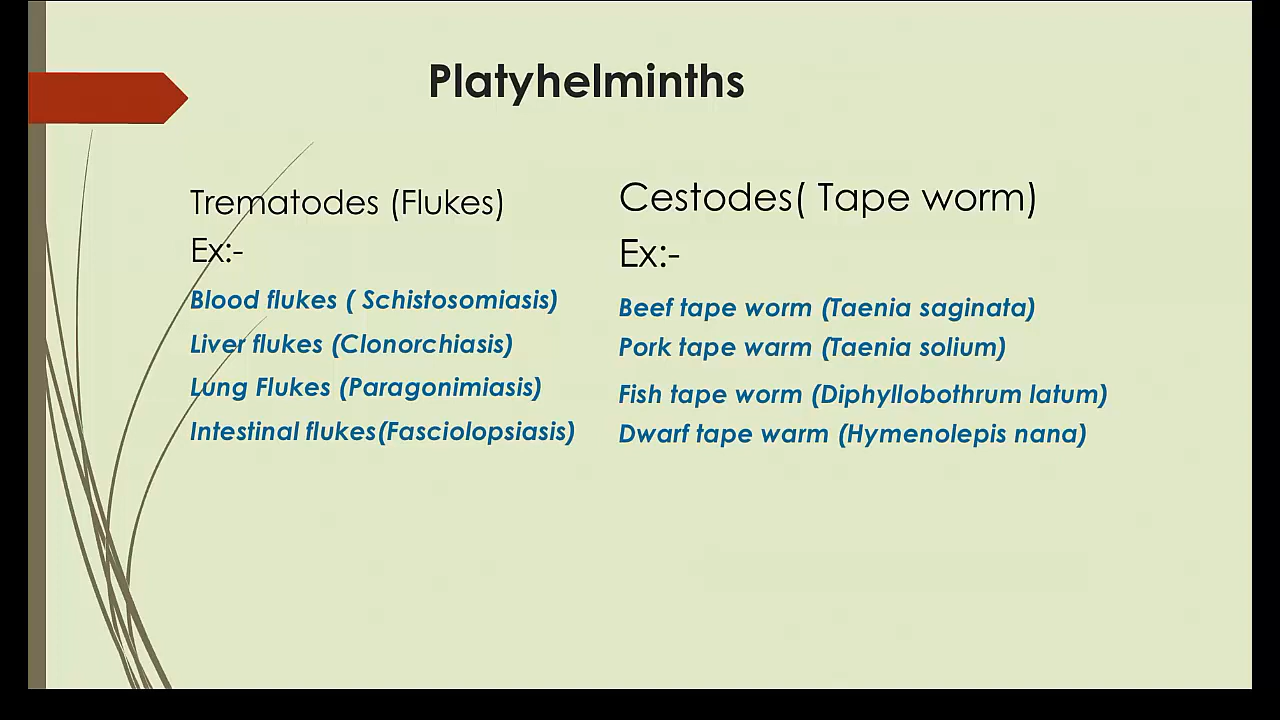 Platyhelminths
Trematodes (Flukes)
Ex:-
Blood flukes ( Schistosomiasis)
Liver flukes (Clonorchiasis)
Lung Flukes (Paragonimiasis)
Intestinal flukes(Fasciolopsiasis)
Cestodes( Tape worm)
Ex:-
Beef tape worm (Taenia saginata)
Pork tape warm (Taenia solium)
Fish tape worm (Diphyllobothrum latum)
Dwarf tape warm (Hymenolepis nana)